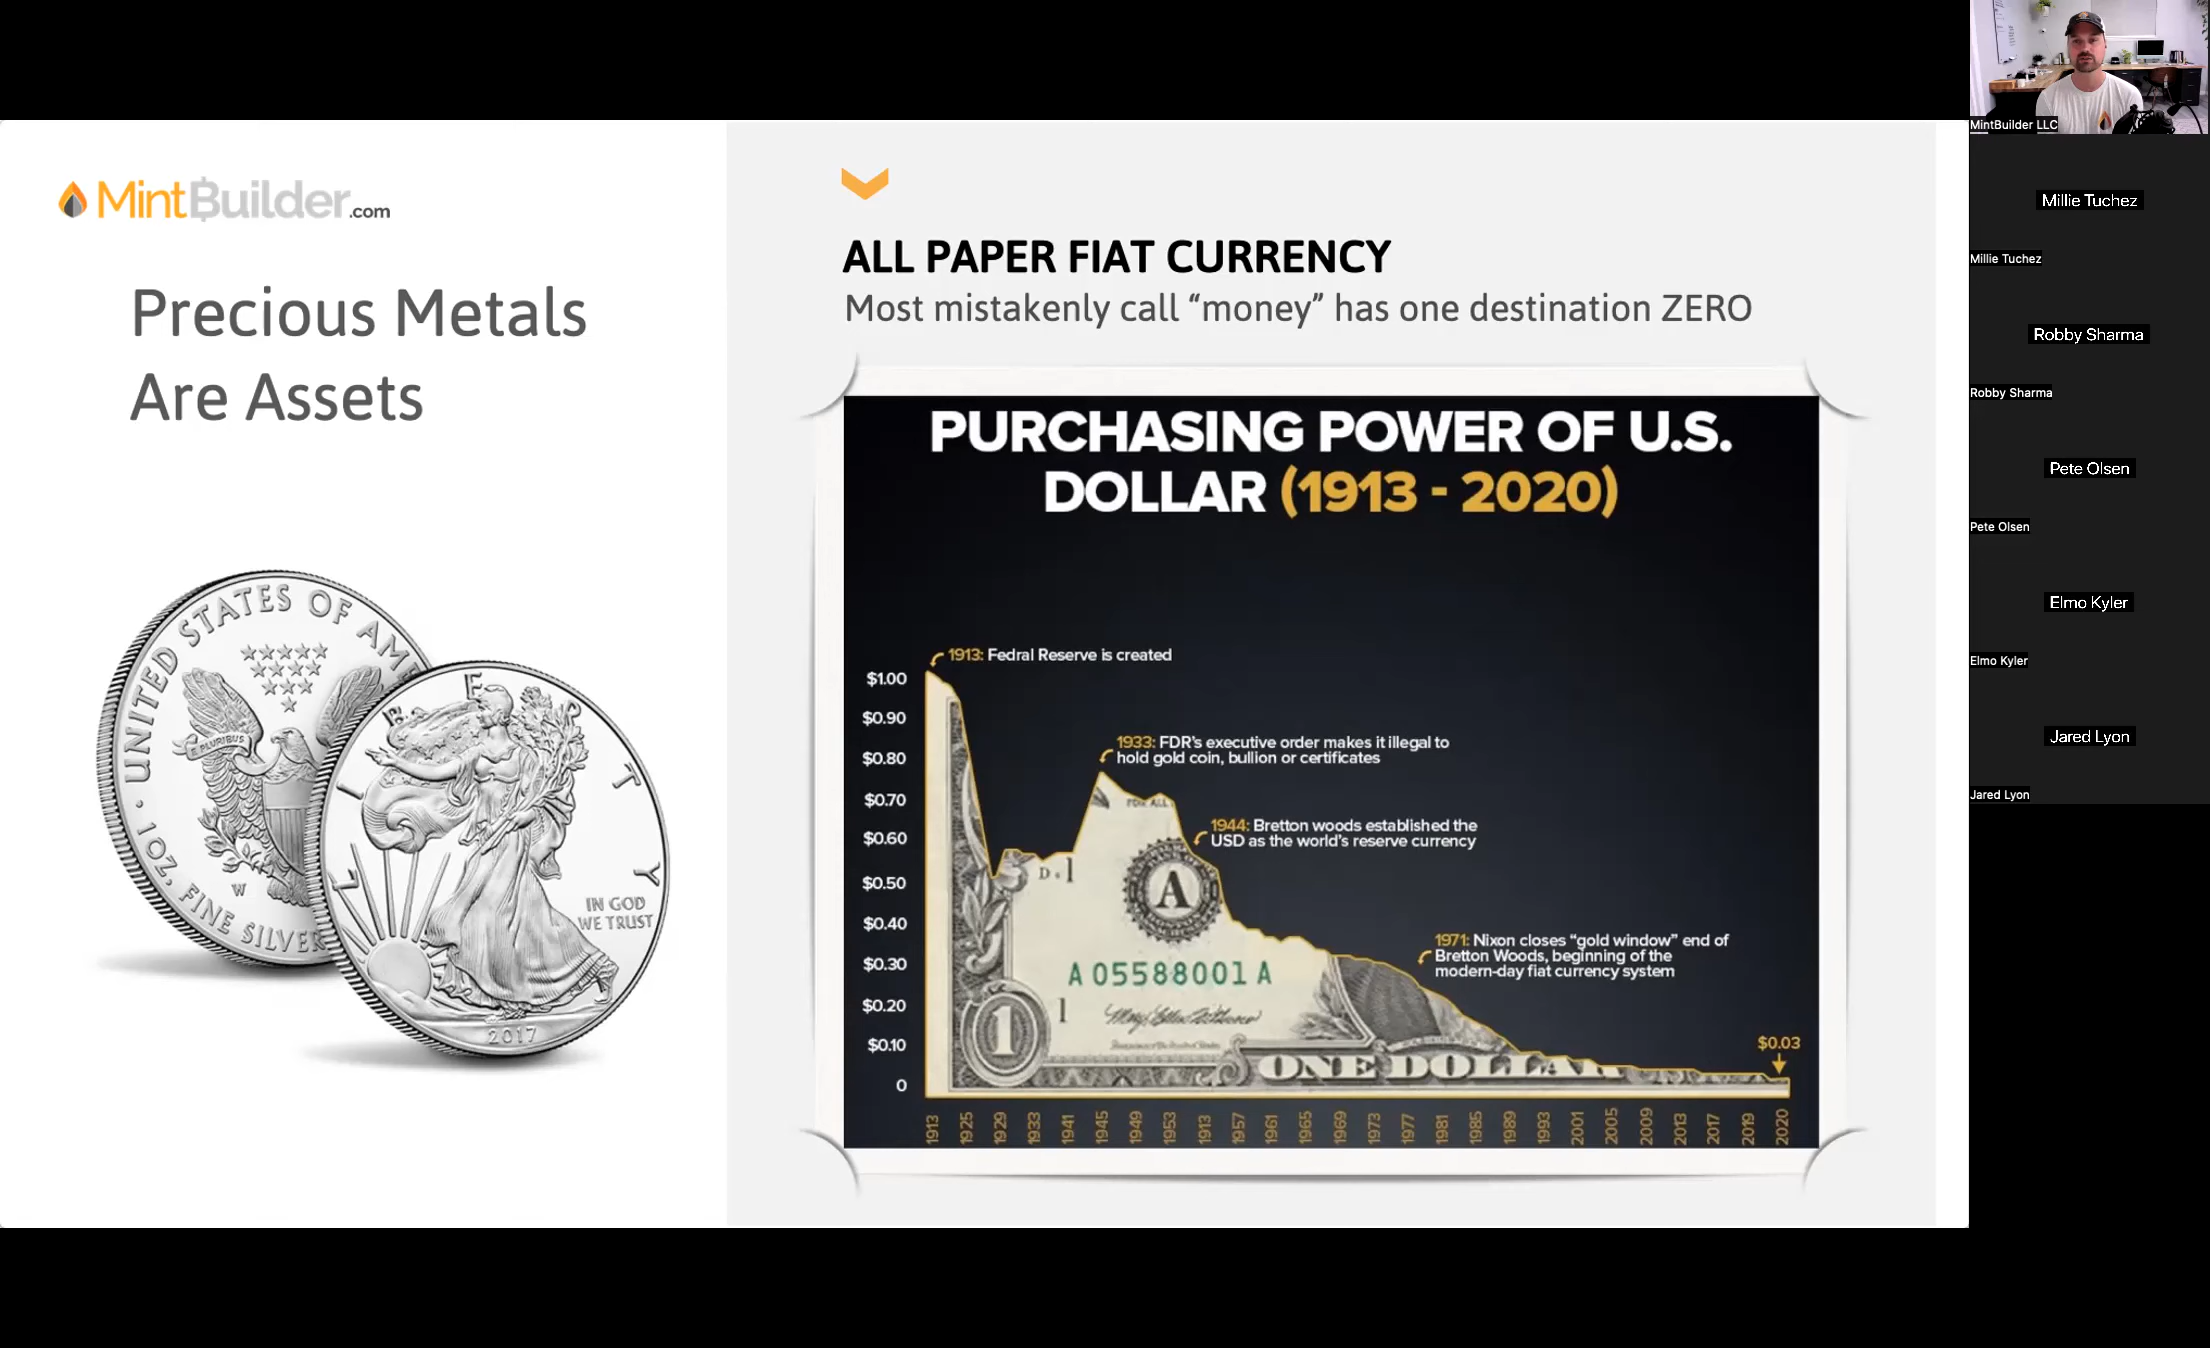 MintBuilder.com
Precious Metals
Are Assets
UNITED STATES OF AME
PLURIBUS
W
1 OZ. FINE SILVER
LIBERTY
IN GOD
WE TRUST
2017
ALL PAPER FIAT CURRENCY
Most mistakenly call “money” has one destination ZERO
PURCHASING POWER OF U.S.
DOLLAR (1913 - 2020)
1913: Fedral Reserve is created
1933: FDR’s executive order makes it illegal to
hold gold coin, bullion or certificates
1944: Bretton woods established the
USD as the world’s reserve currency
1971: Nixon closes “gold window” end of
Bretton Woods, beginning of the
modern-day fiat currency system
$1.00
$0.90
$0.80
$0.70
$0.60
$0.50
$0.40
$0.30
$0.20
$0.10
0
$0.03
FOR ALL
D 1
A
A 05588001 A
1
1
ONE DOLLAR
1913 1925 1929 1933 1941 1945 1949 1953 1913 1957 1961 1965 1969 1973 1977 1981 1985 1989 1993 2001 2005 2009 2013 2017 2019 2020
MintBuilder LLC
Millie Tuchez
Millie Tuchez
Robby Sharma
Robby Sharma
Pete Olsen
Pete Olsen
Elmo Kyler
Elmo Kyler
Jared Lyon
Jared Lyon